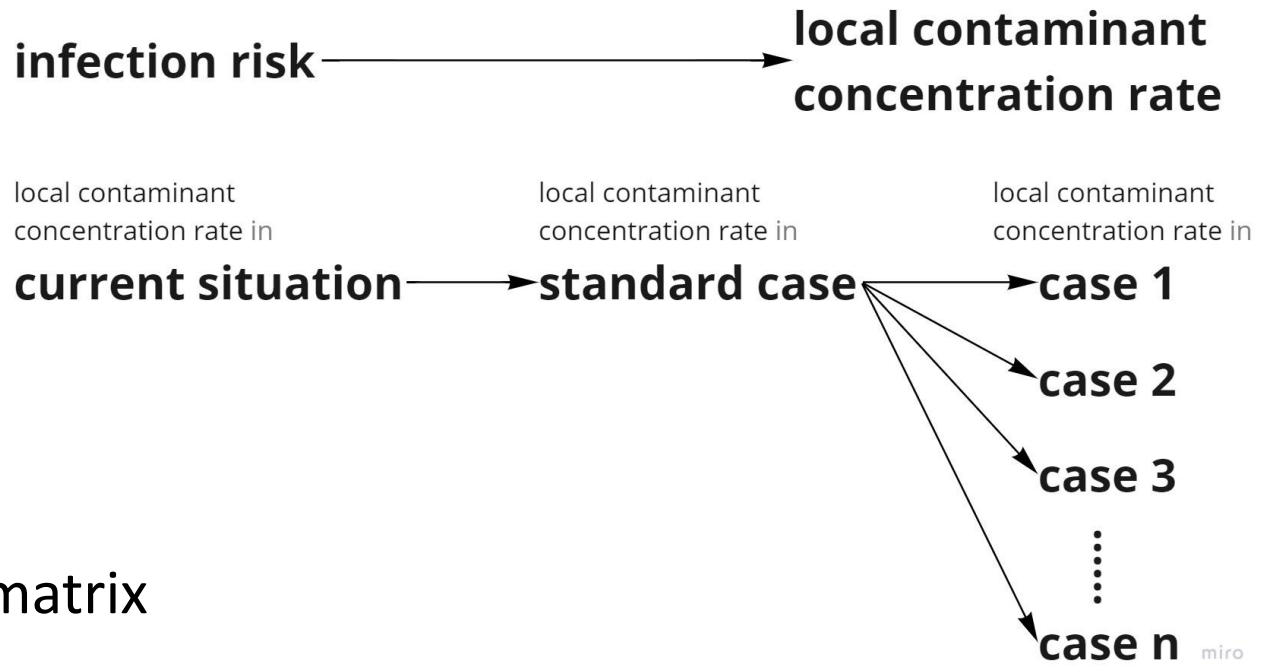 infection risk
local contaminant
concentration rate
local contaminant
concentration rate in
current situation
local contaminant
concentration rate in
standard case
local contaminant
concentration rate in
case 1
case 2
case 3
case n
matrix
miro